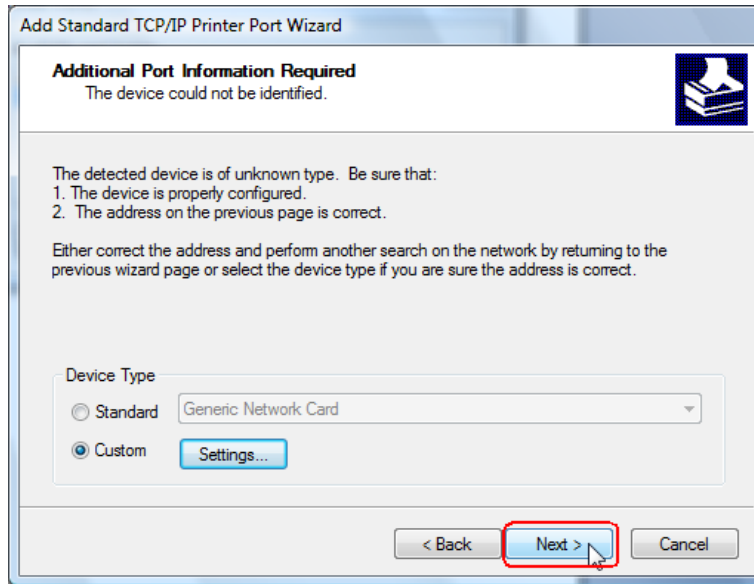 Add Standard TCP/IP Printer Port Wizard
Additional Port Information Required
The device could not be identified.
The detected device is of unknown type. Be sure that:
1. The device is properly configured.
2. The address on the previous page is correct.
Either correct the address and perform another search on the network by returning to the
previous wizard page or select the device type if you are sure the address is correct.
Device Type
Standard Generic Network Card
Custom Settings...
< Back Next > Cancel